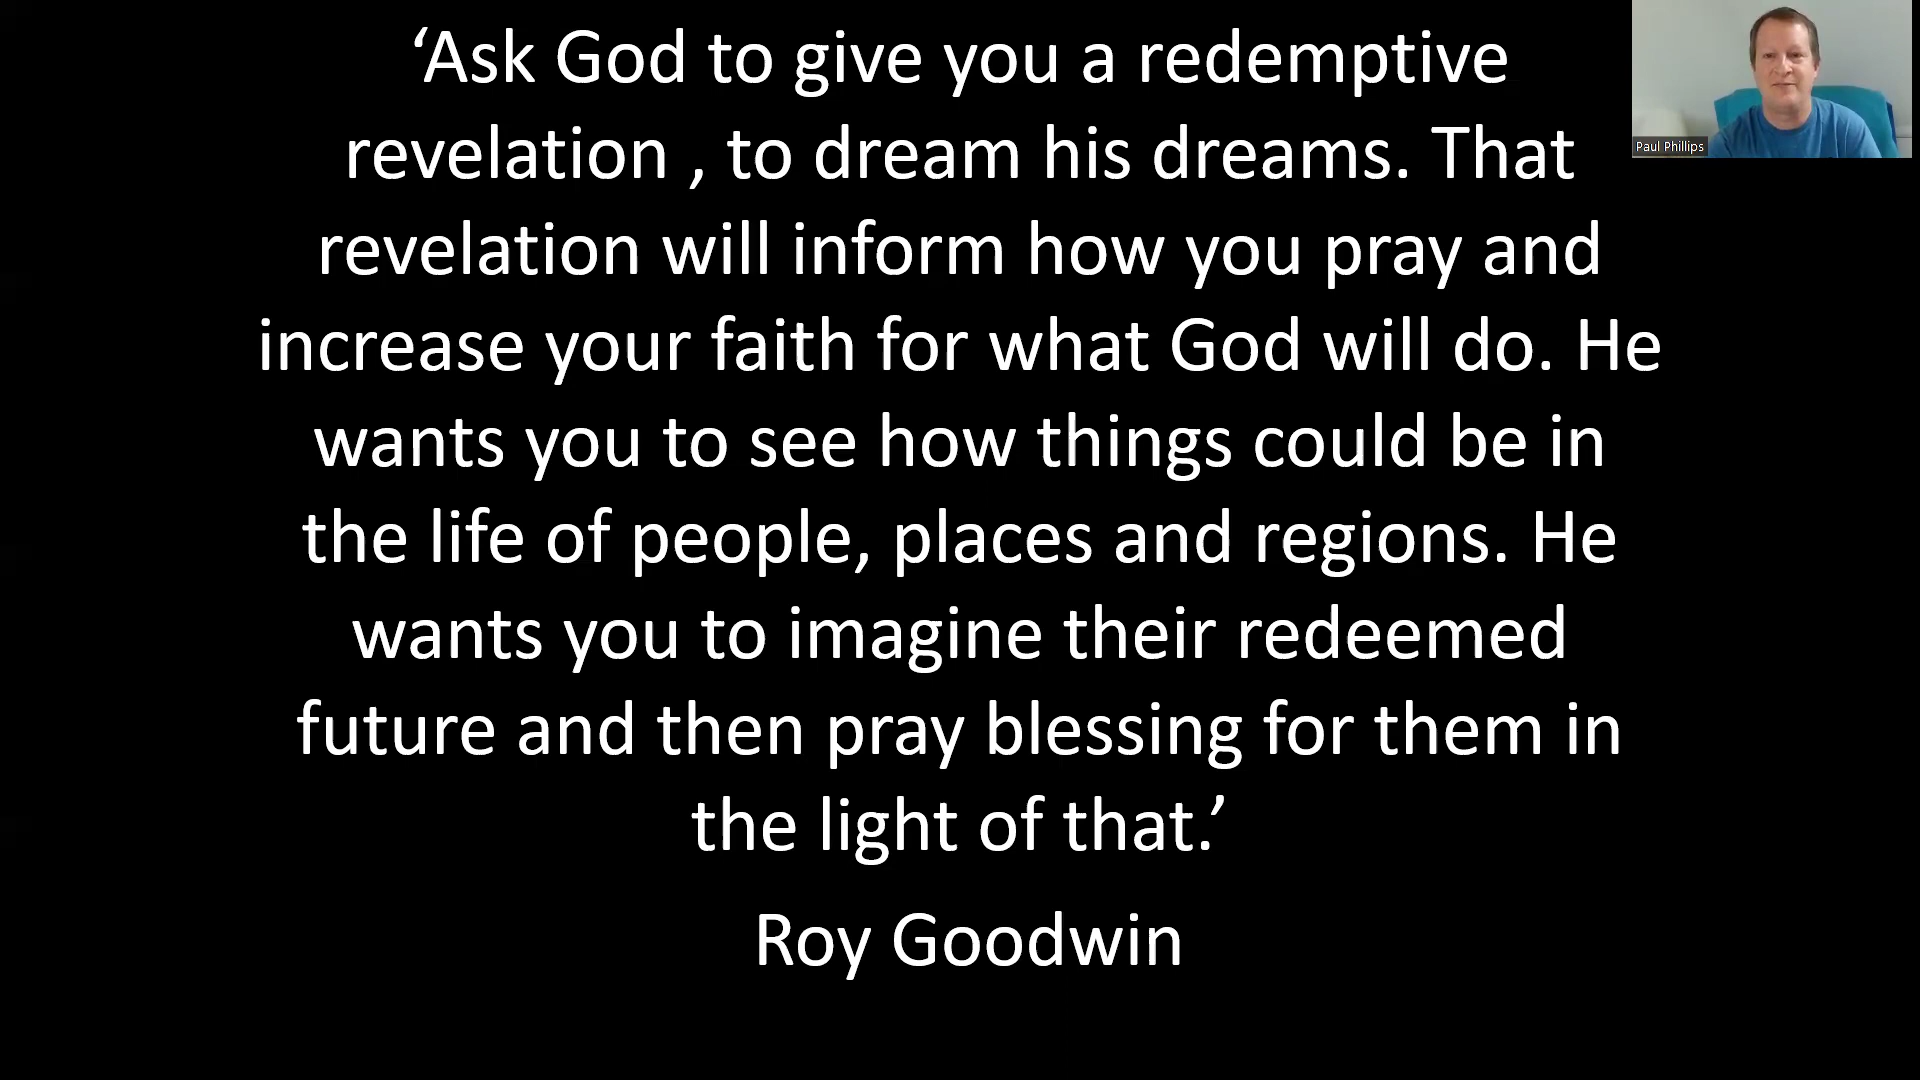 ‘Ask God to give you a redemptive
revelation , to dream his dreams. That
revelation will inform how you pray and
increase your faith for what God will do. He
wants you to see how things could be in
the life of people, places and regions. He
wants you to imagine their redeemed
future and then pray blessing for them in
the light of that.’
Roy Goodwin
Paul Phillips